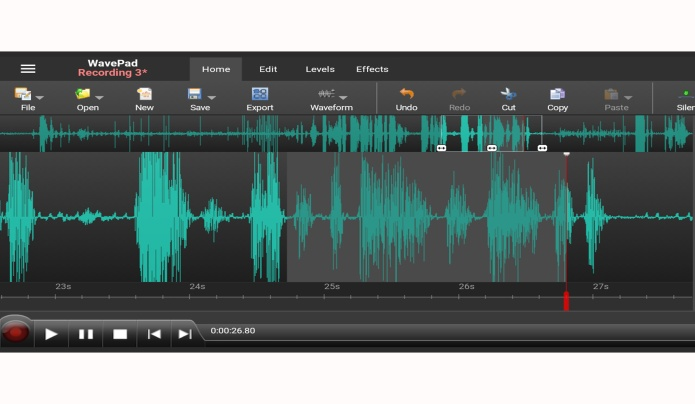 WavePad
Recording 3*
Home Edit Levels Effects
File Open New Save Export Waveform Undo Redo Cut Copy Paste Silen
23s 24s 25s 26s 27s
0:00:26.80